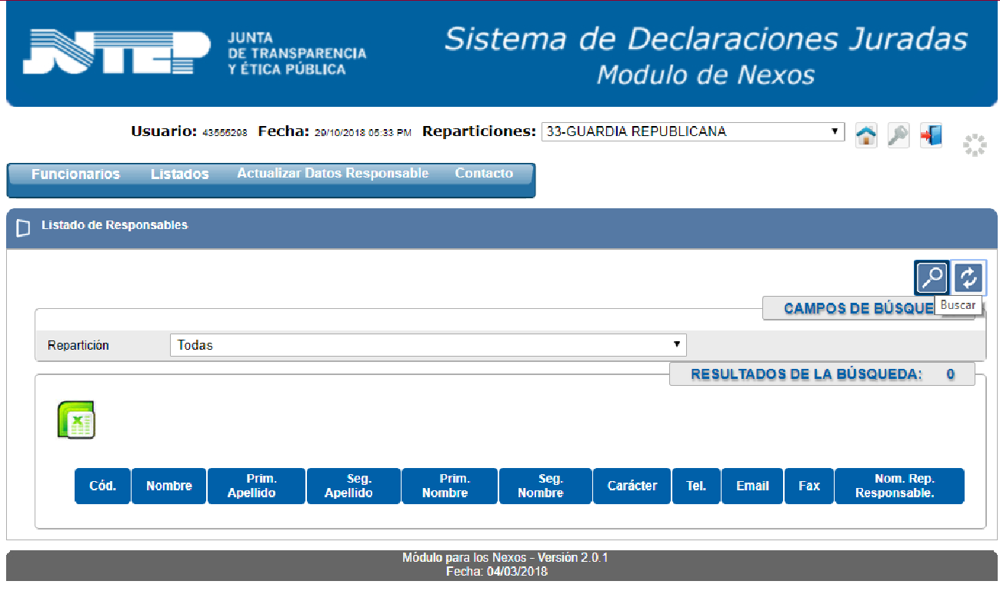 JUTEP
JUNTA
DE TRANSPARENCIA
Y ÉTICA PÚBLICA
Sistema de Declaraciones Juradas
Modulo de Nexos
Usuario: 43555298 Fecha: 29/10/2018 05:33 PM Reparticiones: 33-GUARDIA REPUBLICANA
Funcionarios Listados Actualizar Datos Responsable Contacto
Listado de Responsables
CAMPOS DE BÚSQUE
Buscar
Repartición Todas
RESULTADOS DE LA BÚSQUEDA: 0
Cód. Nombre Prim. Apellido Seg. Apellido Prim. Nombre Seg. Nombre Carácter Tel. Email Fax Nom. Rep. Responsable.
Módulo para los Nexos - Versión 2.0.1
Fecha: 04/03/2018